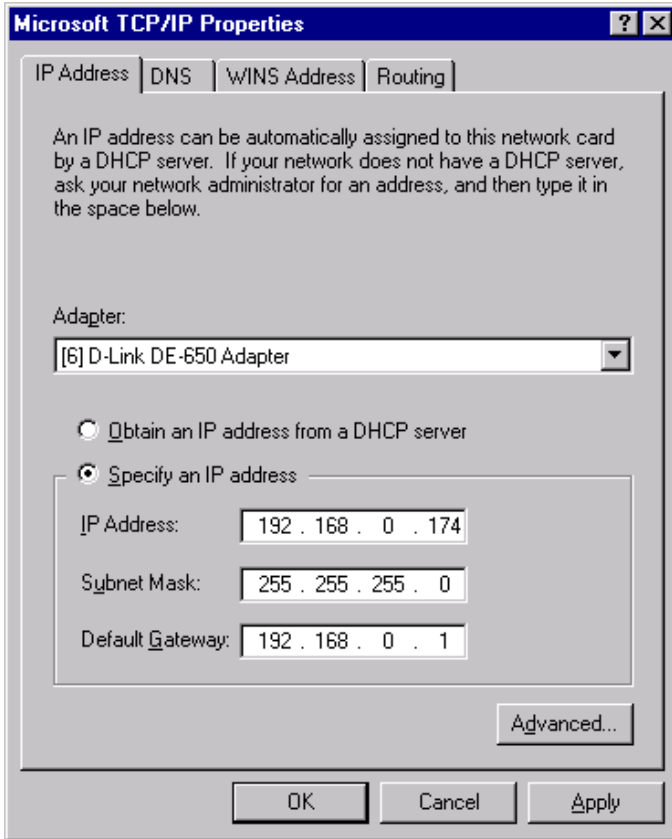 Microsoft TCP/IP Properties
IP Address DNS WINS Address Routing
An IP address can be automatically assigned to this network card
by a DHCP server. If your network does not have a DHCP server,
ask your network administrator for an address, and then type it in
the space below.
Adapter:
[6] D-Link DE-650 Adapter
Obtain an IP address from a DHCP server
Specify an IP address
IP Address: 192 . 168 . 0 . 174
Subnet Mask: 255 . 255 . 255 . 0
Default Gateway: 192 . 168 . 0 . 1
Advanced...
OK Cancel Apply